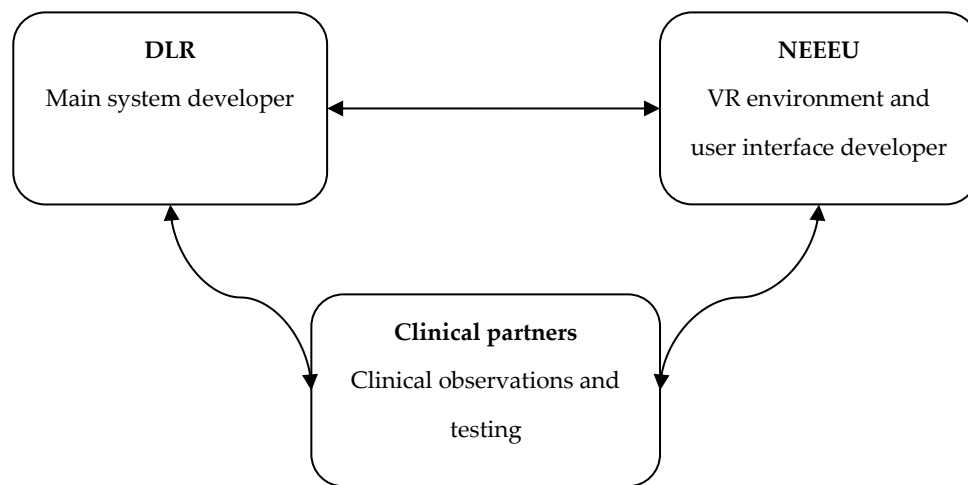 DLR
Main system developer
NEEEU
VR environment and
user interface developer
Clinical partners
Clinical observations and
testing